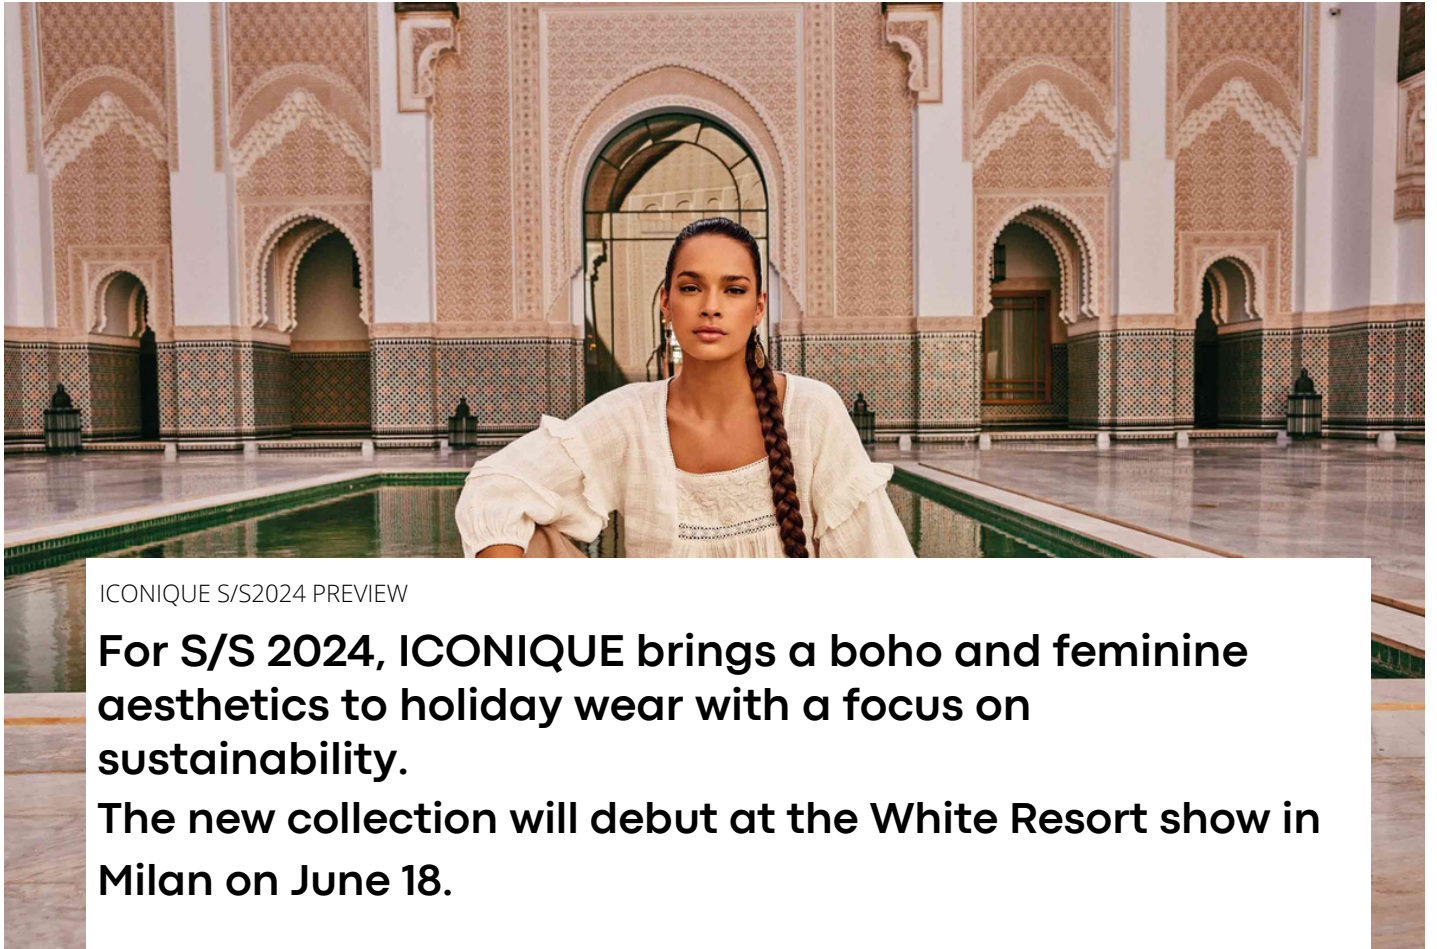 ICONIQUE S/S2024 PREVIEW
For S/S 2024, ICONIQUE brings a boho and feminine
aesthetics to holiday wear with a focus on
sustainability.
The new collection will debut at the White Resort show in
Milan on June 18.